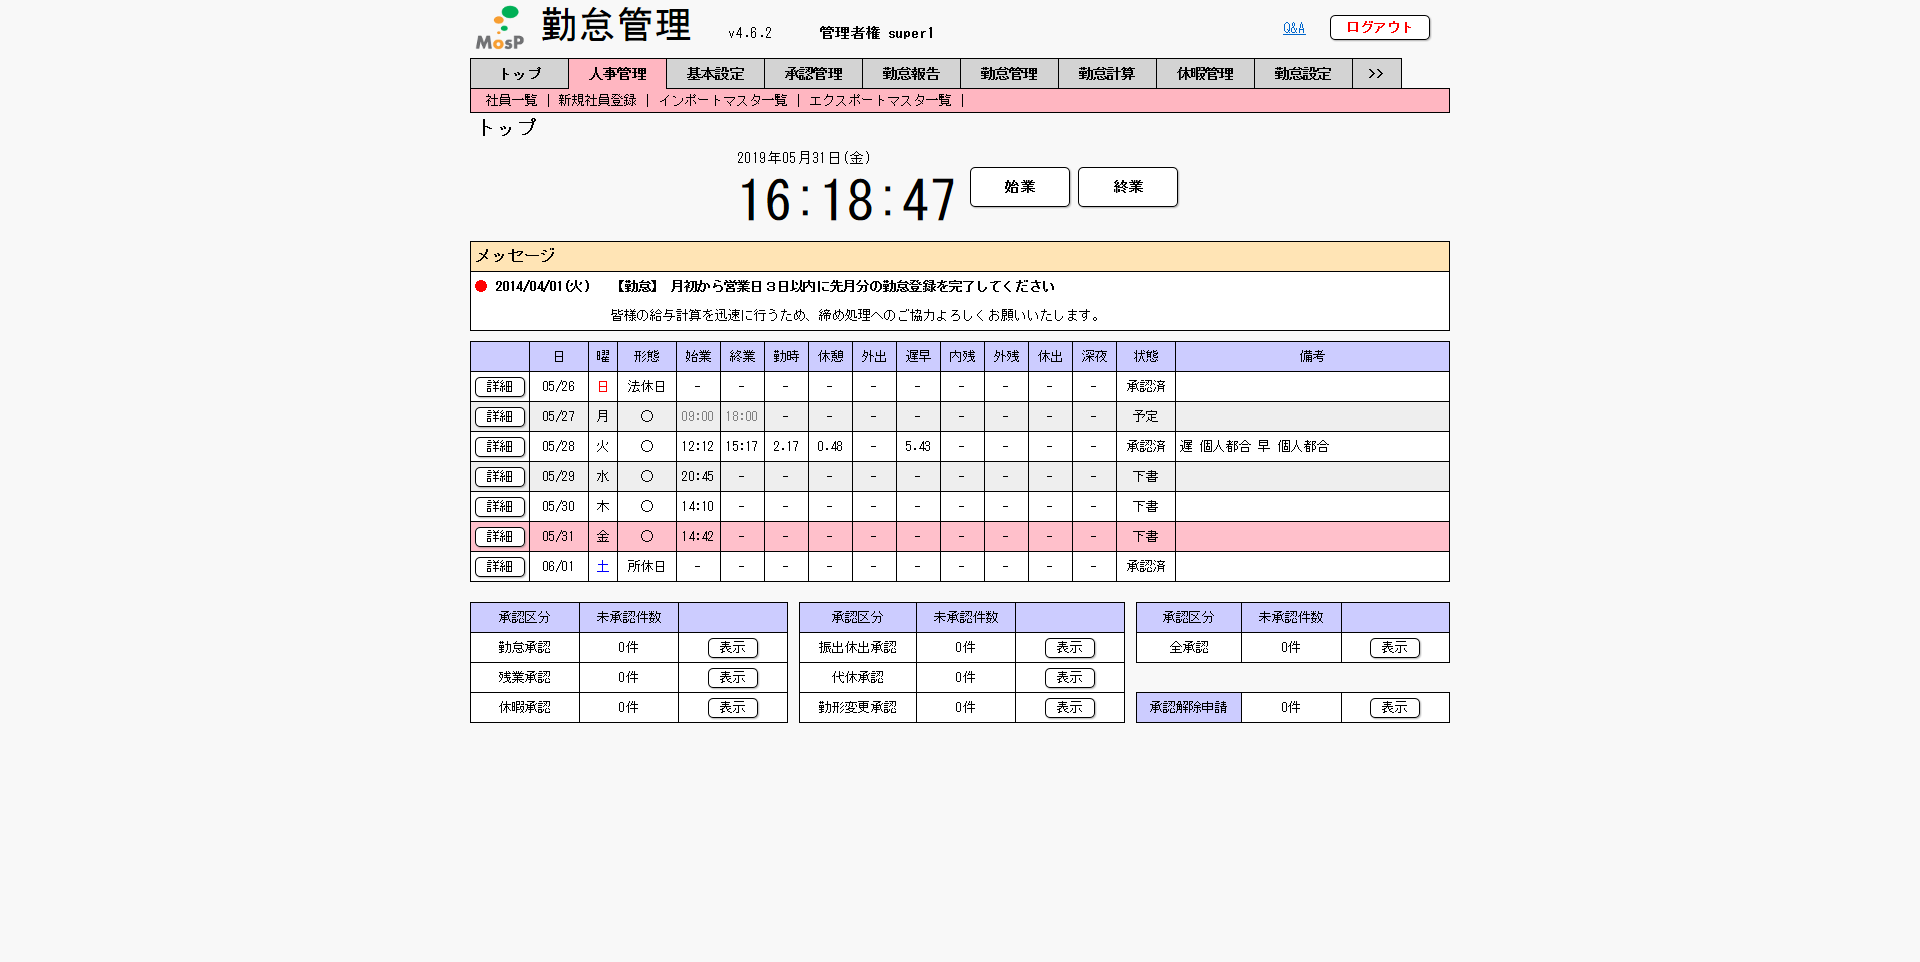 MosP 勤怠管理 v4.6.2 管理者権 super1 Q&A ログアウト
トップ 人事管理 基本設定 承認管理 勤怠報告 勤怠管理 勤怠計算 休暇管理 勤怠設定 >>
社員一覧 | 新規社員登録 | インポートマスタ一覧 | エクスポートマスタ一覧 |
トップ
2019年05月31日(金)
16:18:47 始業 終業
メッセージ
2014/04/01(火) 【勤怠】 月初から営業日３日以内に先月分の勤怠登録を完了してください
皆様の給与計算を迅速に行うため、締め処理へのご協力よろしくお願いいたします。
日 曜 形態 始業 終業 勤時 休憩 外出 遅早 内残 外残 休出 深夜 状態 備考
詳細 05/26 日 法休日 - - - - - - - - - - 承認済
詳細 05/27 月 ○ 09:00 18:00 - - - - - - - - 予定
詳細 05/28 火 ○ 12:12 15:17 2.17 0.48 - 5.43 - - - - 承認済 遅 個人都合 早 個人都合
詳細 05/29 水 ○ 20:45 - - - - - - - - - 下書
詳細 05/30 木 ○ 14:10 - - - - - - - - - 下書
詳細 05/31 金 ○ 14:42 - - - - - - - - - 下書
詳細 06/01 土 所休日 - - - - - - - - - - 承認済
承認区分 未承認件数 承認区分 未承認件数 承認区分 未承認件数
勤怠承認 0件 表示 振出休出承認 0件 表示 全承認 0件 表示
残業承認 0件 表示 代休承認 0件 表示
休暇承認 0件 表示 勤形変更承認 0件 表示 承認解除申請 0件 表示